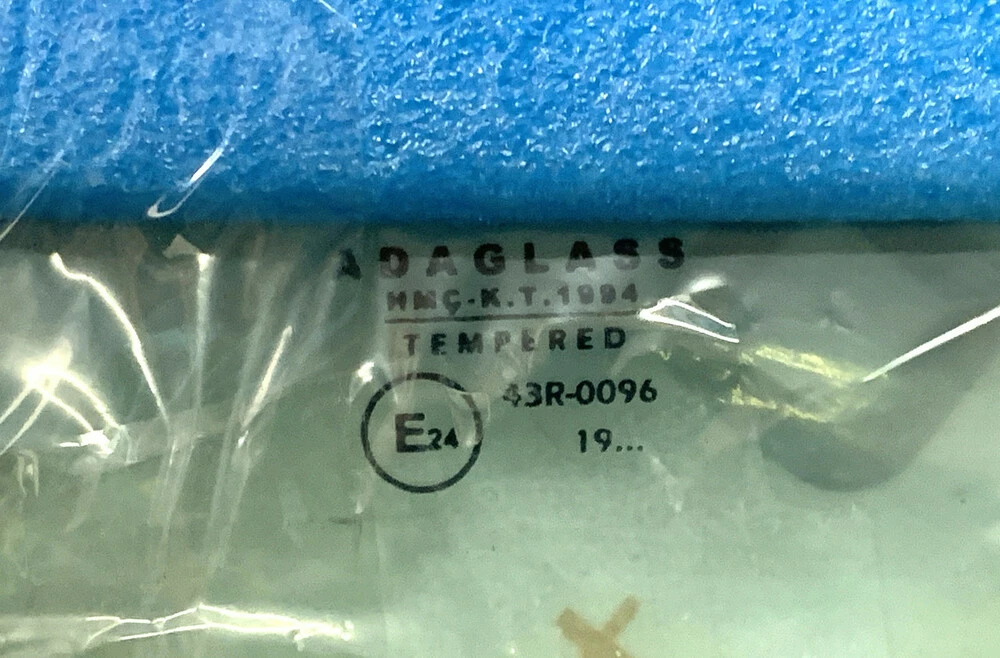 ADAGLASS
HMÇ-K.T.1994
TEMPERED
43R-0096
E24
19...